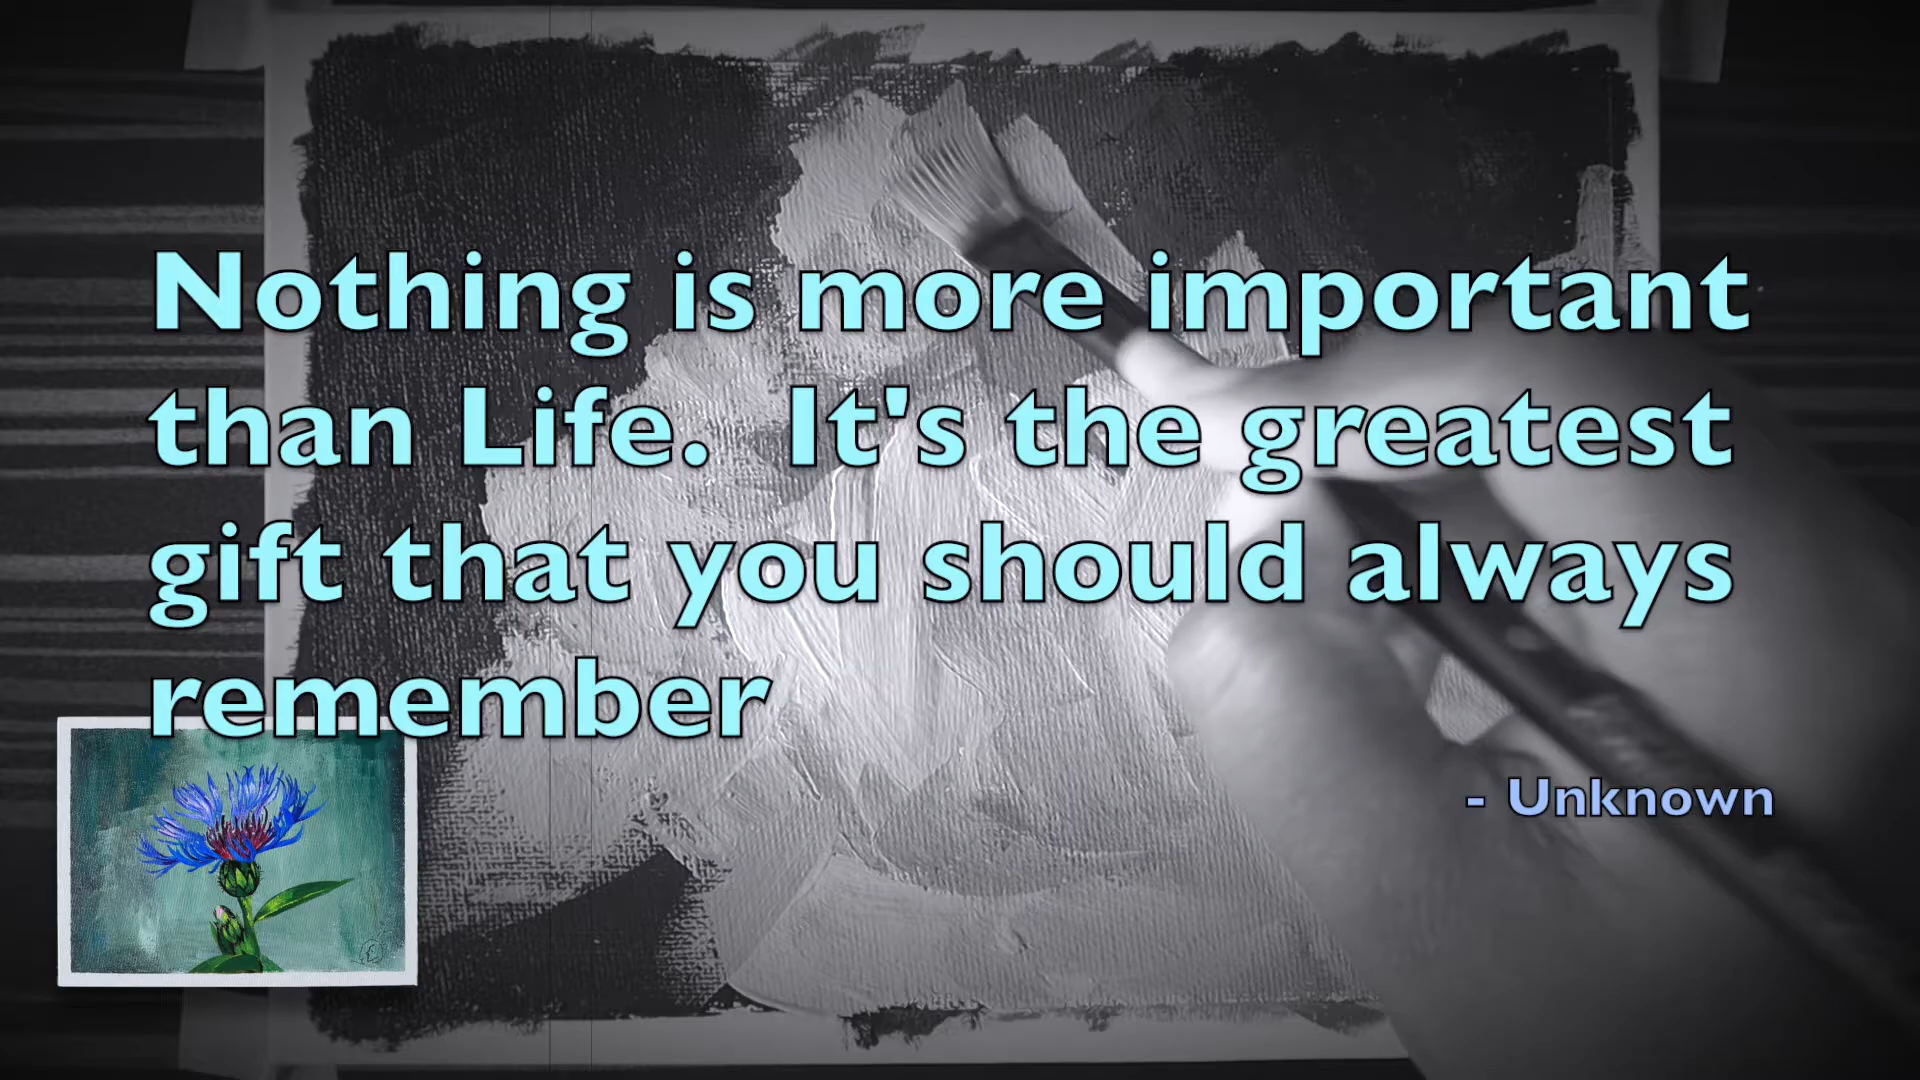 Nothing is more important
than Life.  It's the greatest
gift that you should always
remember
- Unknown